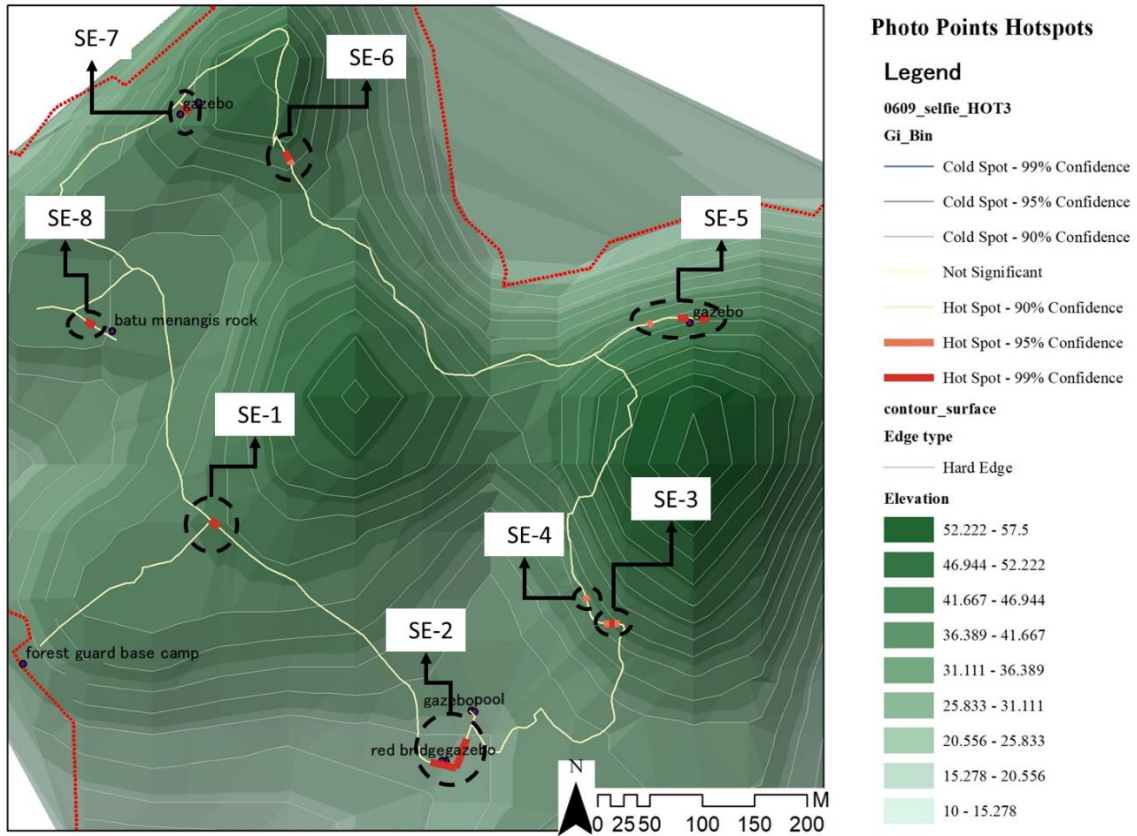 SE-7
SE-6
gazebo
SE-5
SE-8
gazebo
batu menangis rock
SE-1
SE-3
SE-4
SE-2
forest guard base camp
gazebopool
red bridgegazebo
N
M
0 25 50 100 150 200
Photo Points Hotspots
Legend
0609_selfie_HOT3
Gi_Bin
Cold Spot - 99% Confidence
Cold Spot - 95% Confidence
Cold Spot - 90% Confidence
Not Significant
Hot Spot - 90% Confidence
Hot Spot - 95% Confidence
Hot Spot - 99% Confidence
contour_surface
Edge type
Hard Edge
Elevation
52.222 - 57.5
46.944 - 52.222
41.667 - 46.944
36.389 - 41.667
31.111 - 36.389
25.833 - 31.111
20.556 - 25.833
15.278 - 20.556
10 - 15.278